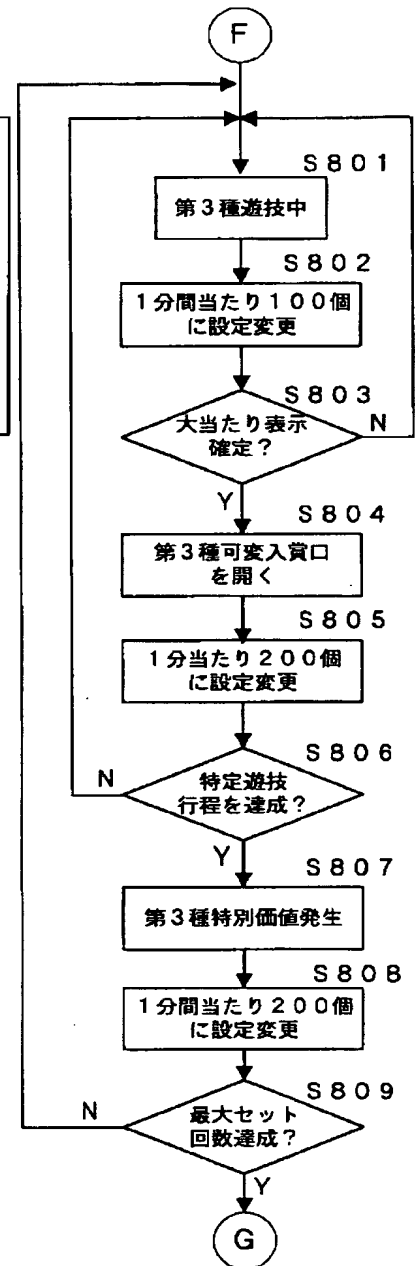 F
S801
第3種遊技中
S802
1分間当たり100個
に設定変更
S803
大当たり表示
確定?
N
Y
S804
第3種可変入賞口
を開く
S805
1分当たり200個
に設定変更
S806
特定遊技
行程を達成?
N
Y
S807
第3種特別価値発生
S808
1分間当たり200個
に設定変更
S809
最大セット
回数達成?
N
Y
G